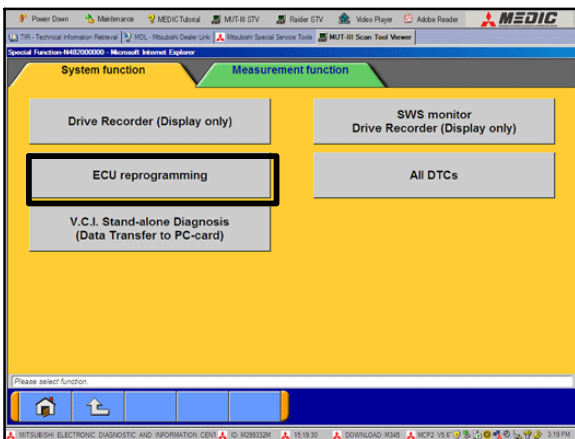 Power Down Maintenance MEDIC Tutorial MUT-III STV Raider STV Video Player Adobe Reader MEDIC
TIR - Technical Information Retrieval MDL - Mitsubishi Dealer Link Mitsubishi Special Service Tools MUT-III Scan Tool Viewer
Special Function-N402000000 - Microsoft Internet Explorer
System function Measurement function
Drive Recorder (Display only)
SWS monitor
Drive Recorder (Display only)
ECU reprogramming
All DTCs
V.C.I. Stand-alone Diagnosis
(Data Transfer to PC-card)
Please select function.
MITSUBISHI ELECTRONIC DIAGNOSTIC AND INFORMATION CENT ID: M299332M 15:19:30 DOWNLOAD: M345 MCP2 V5.6 3:19 PM